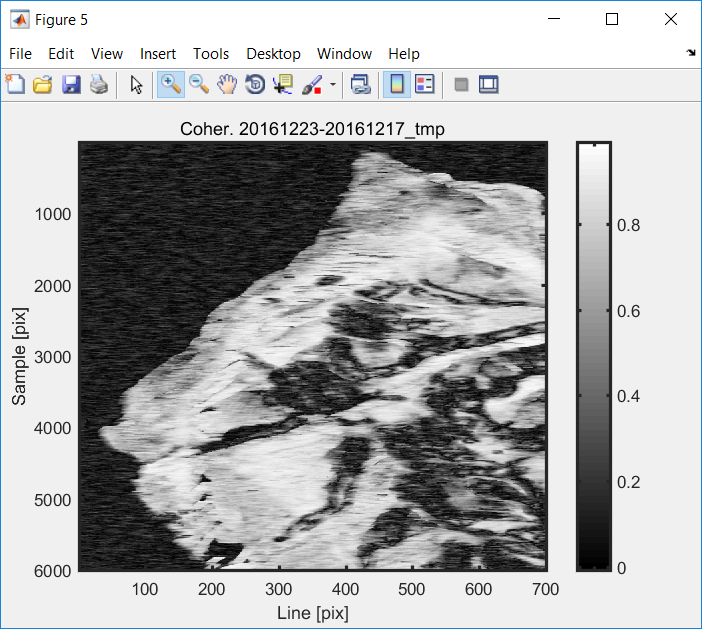 Figure 5
File Edit View Insert Tools Desktop Window Help
Coher. 20161223-20161217_tmp
1000
2000
3000
4000
5000
6000
Sample [pix]
100 200 300 400 500 600 700
Line [pix]
0.8
0.6
0.4
0.2
0